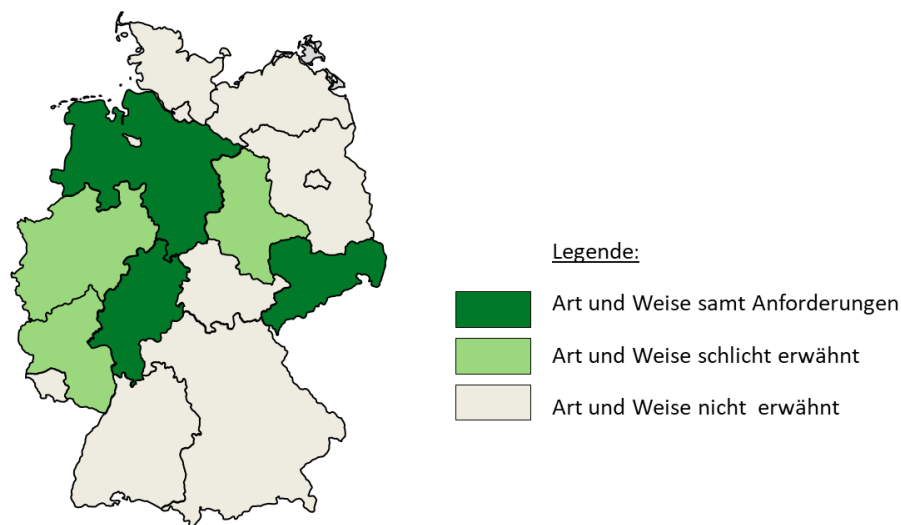 Legende:
Art und Weise samt Anforderungen
Art und Weise schlicht erwähnt
Art und Weise nicht erwähnt